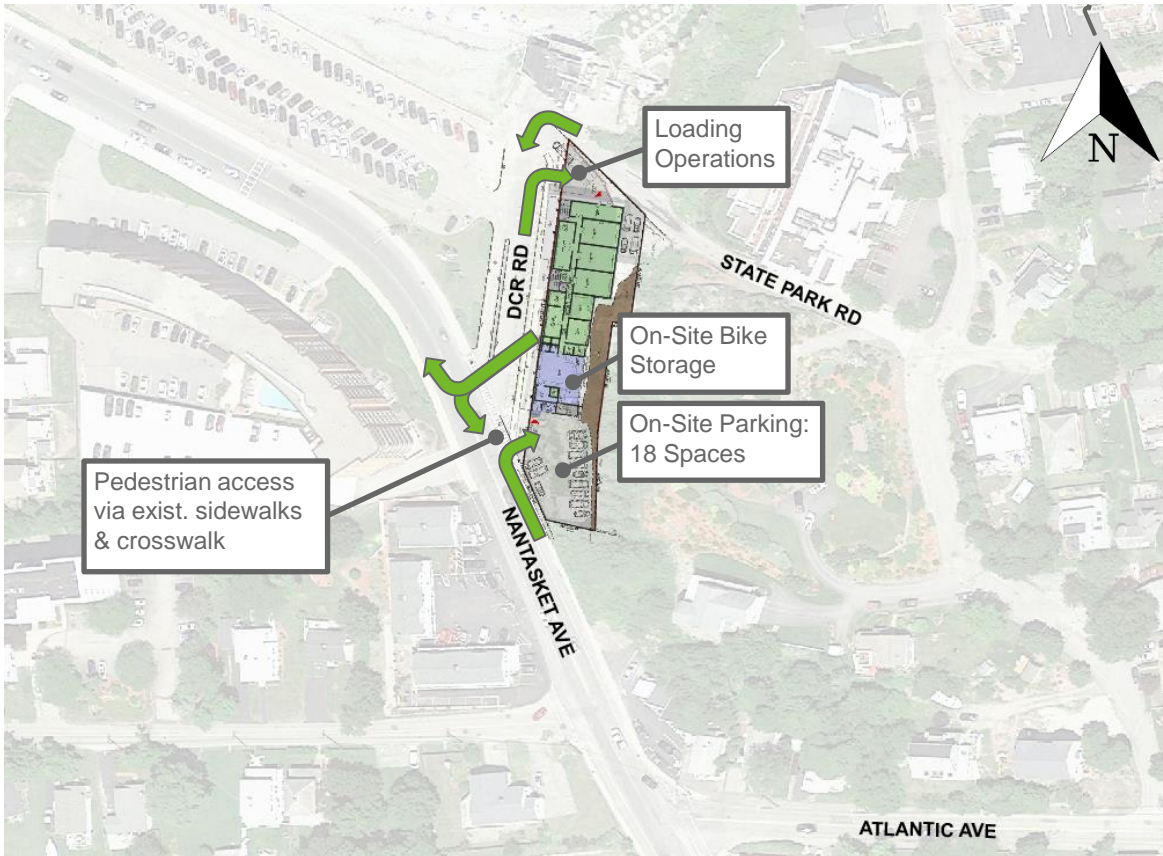 N
Loading
Operations
DCR RD
STATE PARK RD
On-Site Bike
Storage
On-Site Parking:
18 Spaces
Pedestrian access
via exist. sidewalks
& crosswalk
NANTASKET AVE
ATLANTIC AVE